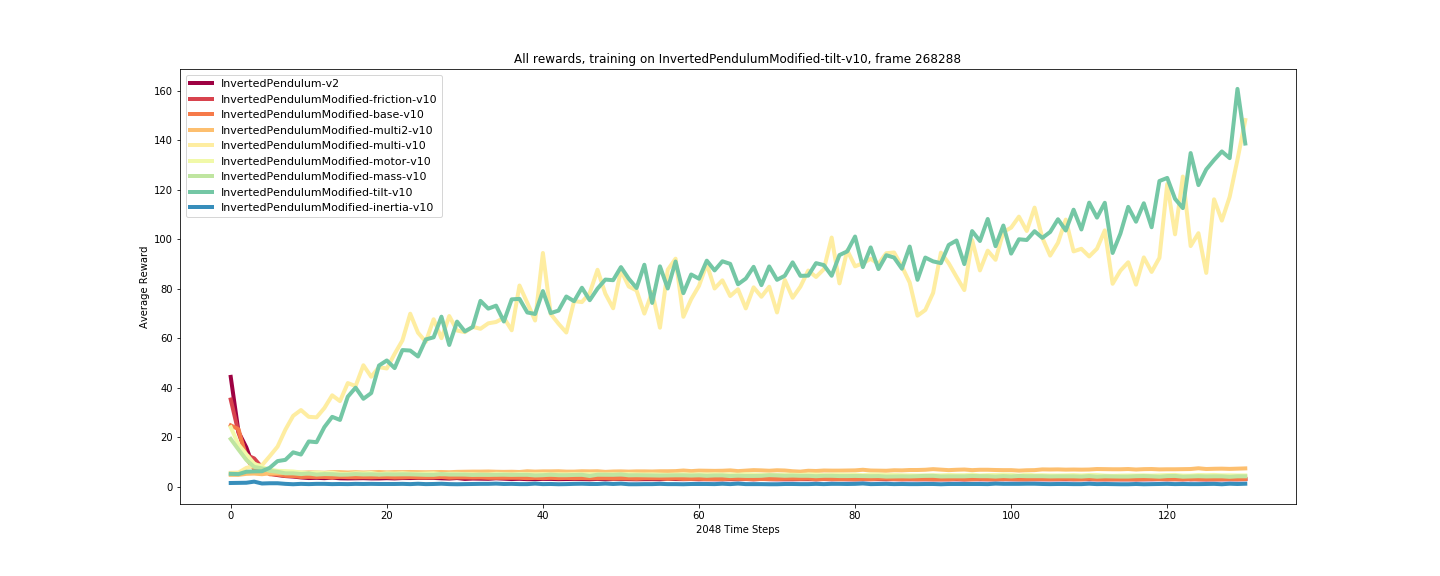 All rewards, training on InvertedPendulumModified-tilt-v10, frame 268288
InvertedPendulum-v2
InvertedPendulumModified-friction-v10
InvertedPendulumModified-base-v10
InvertedPendulumModified-multi2-v10
InvertedPendulumModified-multi-v10
InvertedPendulumModified-motor-v10
InvertedPendulumModified-mass-v10
InvertedPendulumModified-tilt-v10
InvertedPendulumModified-inertia-v10
Average Reward
160
140
120
100
80
60
40
20
0
0 20 40 60 80 100 120
2048 Time Steps